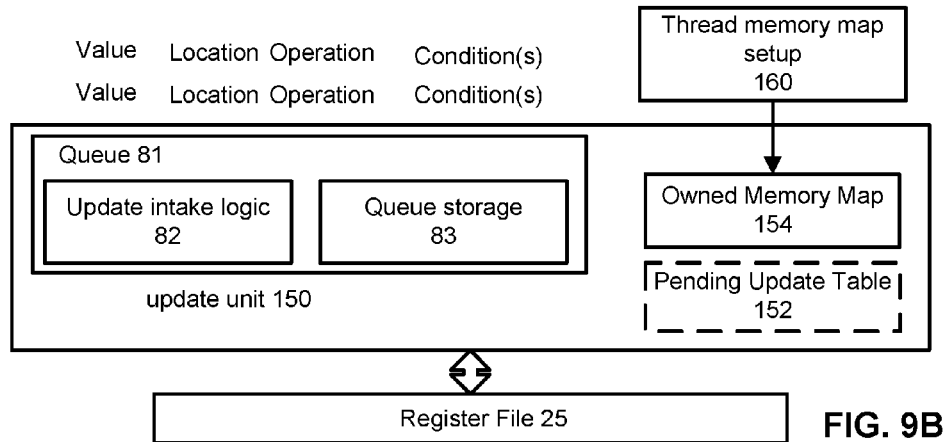 Value Location Operation Condition(s)
Value Location Operation Condition(s)
Thread memory map
setup
160
Queue 81
Update intake logic
82
Queue storage
83
Owned Memory Map
154
Pending Update Table
152
update unit 150
Register File 25
FIG. 9B